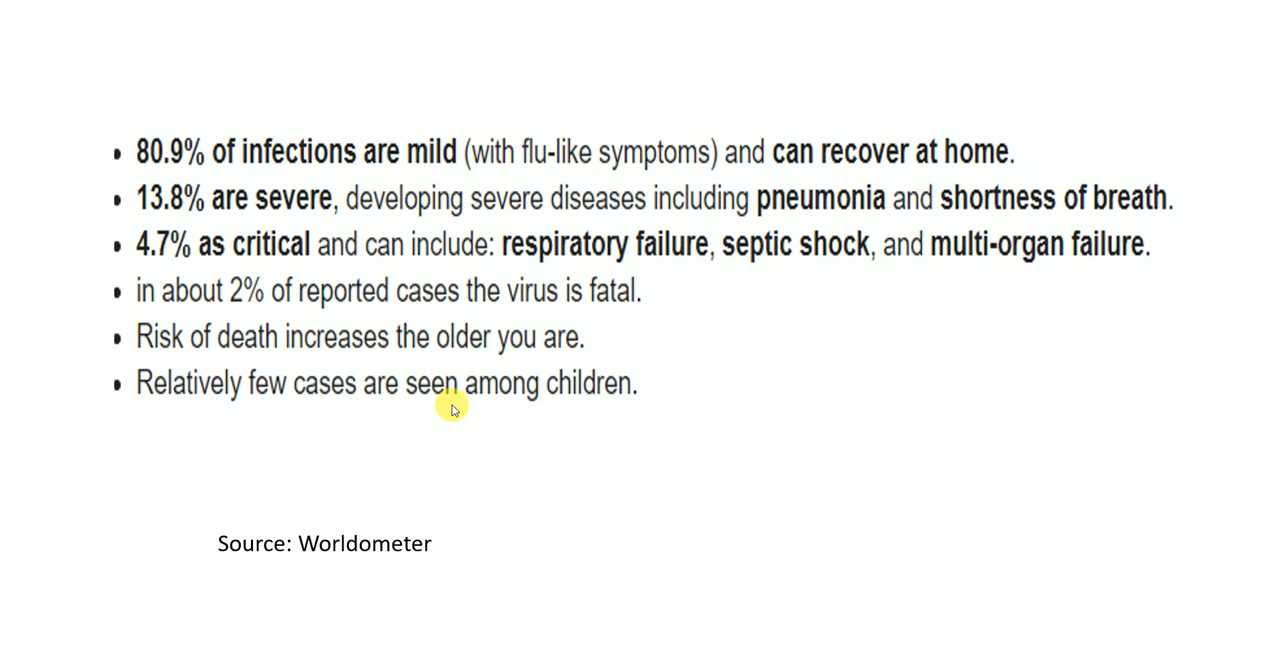 • 80.9% of infections are mild (with flu-like symptoms) and can recover at home.
• 13.8% are severe, developing severe diseases including pneumonia and shortness of breath.
• 4.7% as critical and can include: respiratory failure, septic shock, and multi-organ failure.
• in about 2% of reported cases the virus is fatal.
• Risk of death increases the older you are.
• Relatively few cases are seen among children.
Source: Worldometer